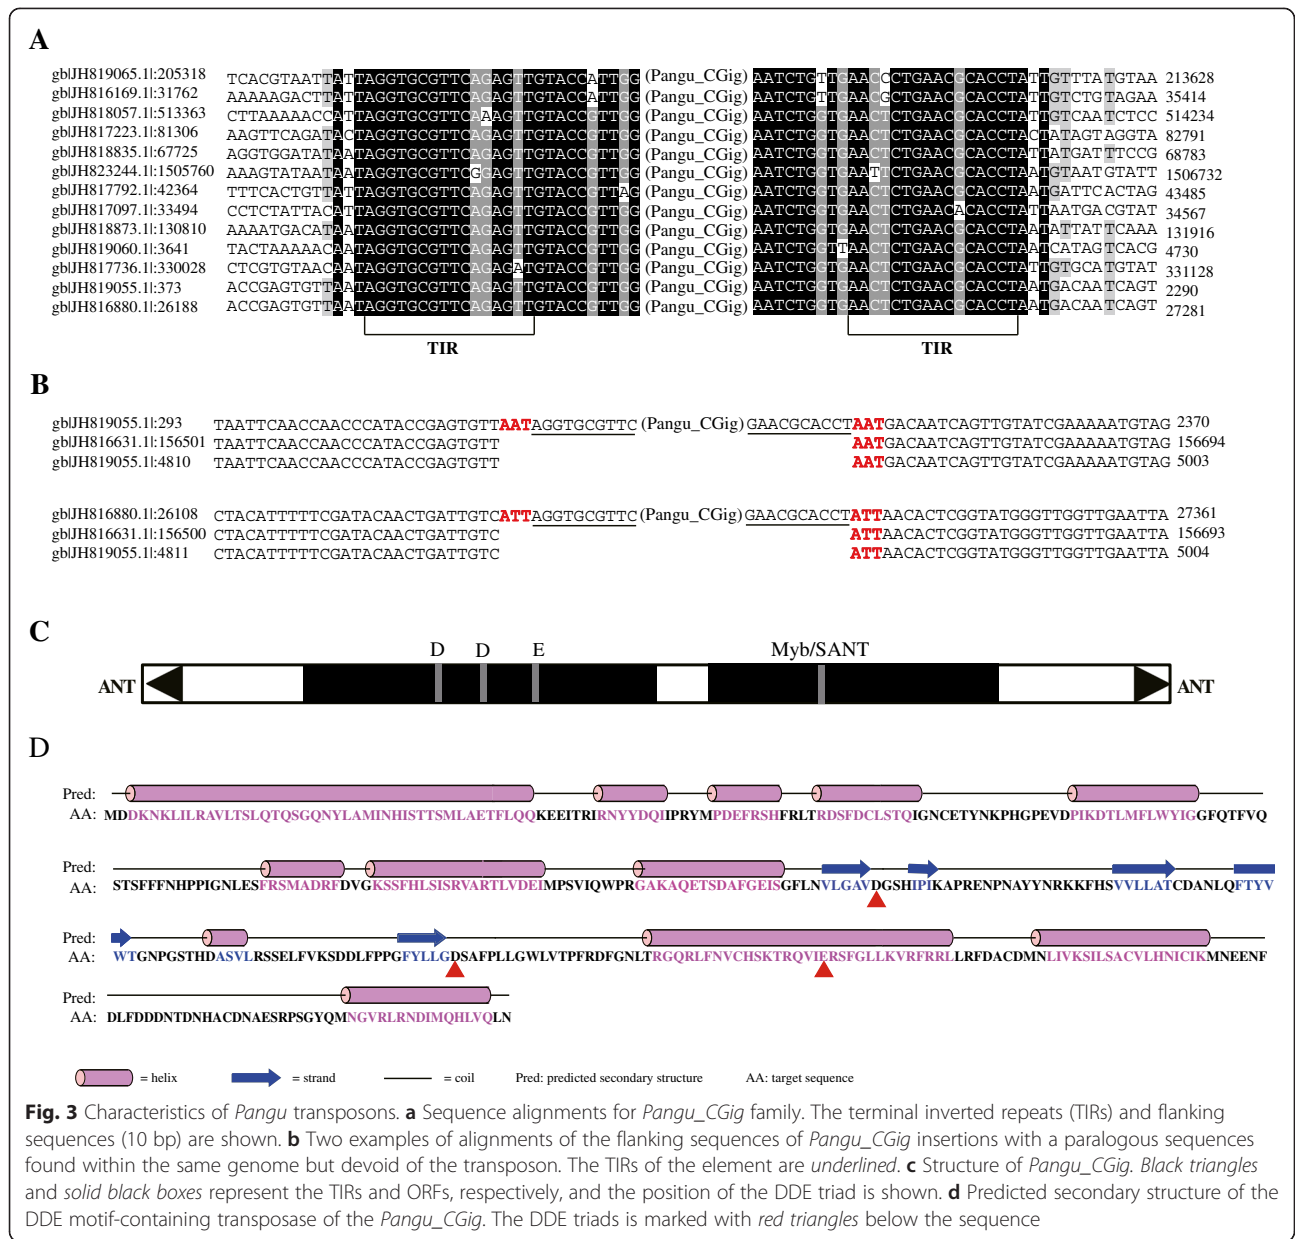 A
gb|JH819065.1|:205318 TCACGTAATTATTAGGTGCGTTCAGAGTTGTACCATTGG (Pangu_CGig) AATCTGTTGAACCCTGAACGCACCTATTGTTTATGTAA 213628
gb|JH816169.1|:31762 AAAAAGACTTATTAGGTGCGTTCAGAGTTGTACCATTGG (Pangu_CGig) AATCTGTTGAACGCTGAACGCACCTATTGTCTGTAGAA 35414
gb|JH818057.1|:513363 CTTAAAAACCATTAGGTGCGTTCAAAGTTGTACCGTTGG (Pangu_CGig) AATCTGGTGAACTCTGAACGCACCTATTGTCAATCTCC 514234
gb|JH817223.1|:81306 AAGTTCAGATACTAGGTGCGTTCAGAGTTGTACCGTTGG (Pangu_CGig) AATCTGGTGAACTCTGAACGCACCTACTATAGTAGGTA 82791
gb|JH818835.1|:67725 AGGTGGATATAATAGGTGCGTTCAGAGTTGTACCGTTGG (Pangu_CGig) AATCTGGTGAACTCTGAACGCACCTATTATGATTTCCG 68783
gb|JH823244.1|:1505760 AAAGTATAATAATAGGTGCGTTCGGAGTTGTACCGTTGG (Pangu_CGig) AATCTGGTGAATTCTGAACGCACCTAATGTAATGTATT 1506732
gb|JH817792.1|:42364 TTTCACTGTTATTAGGTGCGTTCAGAGTTGTACCGTTAG (Pangu_CGig) AATCTGGTGAACTCTGAACGCACCTAATGATTCACTAG 43485
gb|JH817097.1|:33494 CCTCTATTACATTAGGTGCGTTCAGAGTTGTACCGTTGG (Pangu_CGig) AATCTGGTGAACTCTGAACACACCTATTAATGACGTAT 34567
gb|JH818873.1|:130810 AAAATGACATAATAGGTGCGTTCAGAGTTGTACCGTTGG (Pangu_CGig) AATCTGGTGAACTCTGAACGCACCTAATATTATTCAAA 131916
gb|JH819060.1|:3641 TACTAAAAACAATAGGTGCGTTCAGAGTTGTACCGTTGG (Pangu_CGig) AATCTGGTTAACTCTGAACGCACCTAATCATAGTCACG 4730
gb|JH817736.1|:330028 CTCGTGTAACAATAGGTGCGTTCAGAGATGTACCGTTGG (Pangu_CGig) AATCTGGTGAACTCTGAACGCACCTATTGTGCATGTAT 331128
gb|JH819055.1|:373 ACCGAGTGTTAATAGGTGCGTTCAGAGTTGTACCGTTGG (Pangu_CGig) AATCTGGTGAACTCTGAACGCACCTAATGACAATCAGT 2290
gb|JH816880.1|:26188 ACCGAGTGTTAATAGGTGCGTTCAGAGTTGTACCGTTGG (Pangu_CGig) AATCTGGTGAACTCTGAACGCACCTAATGACAATCAGT 27281
TIR TIR
B
gb|JH819055.1|:293 TAATTCAACCAACCCATACCGAGTGTTAATAGGTGCGTTC (Pangu_CGig) GAACGCACCTAATGACAATCAGTTGTATCGAAAAATGTAG 2370
gb|JH816631.1|:156501 TAATTCAACCAACCCATACCGAGTGTT AATGACAATCAGTTGTATCGAAAAATGTAG 156694
gb|JH819055.1|:4810 TAATTCAACCAACCCATACCGAGTGTT AATGACAATCAGTTGTATCGAAAAATGTAG 5003
gb|JH816880.1|:26108 CTACATTTTTCGATACAACTGATTGTCATTAGGTGCGTTC (Pangu_CGig) GAACGCACCTATTAACACTCGGTATGGGTTGGTTGAATTA 27361
gb|JH816631.1|:156500 CTACATTTTTCGATACAACTGATTGTC ATTAACACTCGGTATGGGTTGGTTGAATTA 156693
gb|JH819055.1|:4811 CTACATTTTTCGATACAACTGATTGTC ATTAACACTCGGTATGGGTTGGTTGAATTA 5004
C
D D E Myb/SANT
ANT ANT
D
Pred:
AA: MDDKNKLILRAVLTSLQTQSGQNYLAMINHISTTSMLAETFLQQKEEITRIRNYYDQIIPRYMPDEFRSHFRLTRDSFDCLSTQIGNCETYNKPHGPEVDPIKDTLMFLWYIGGFQTFVQ
Pred:
AA: STSFFFNHPPIGNLESFRSMADRFDVGKSSFHLSISRVARTLVDEIMPSVIQWPRGAKAQETSDAFGEISGFLNVLGAVDGSHIPIKAPRENPNAYYNRKKFHSVVLLATCDANLQFTYV
Pred:
AA: WTGNPGSTHDASVLRSSELFVKSDDLFPPGFYLLGDSAFPLLGWLVTPFRDFGNLTRGQRLFNVCHSKTRQVIERSFGLLKVRFRRLLRFDACDMNLIVKSILSACVLHNICIKMNEENF
Pred:
AA: DLFDDDNTDNHACDNAESRPSGYQMNGVRLRNDIMQHLVQLN
= helix = strand = coil Pred: predicted secondary structure AA: target sequence
Fig. 3 Characteristics of Pangu transposons. a Sequence alignments for Pangu_CGig family. The terminal inverted repeats (TIRs) and flanking
sequences (10 bp) are shown. b Two examples of alignments of the flanking sequences of Pangu_CGig insertions with a paralogous sequences
found within the same genome but devoid of the transposon. The TIRs of the element are underlined. c Structure of Pangu_CGig. Black triangles
and solid black boxes represent the TIRs and ORFs, respectively, and the position of the DDE triad is shown. d Predicted secondary structure of the
DDE motif-containing transposase of the Pangu_CGig. The DDE triads is marked with red triangles below the sequence